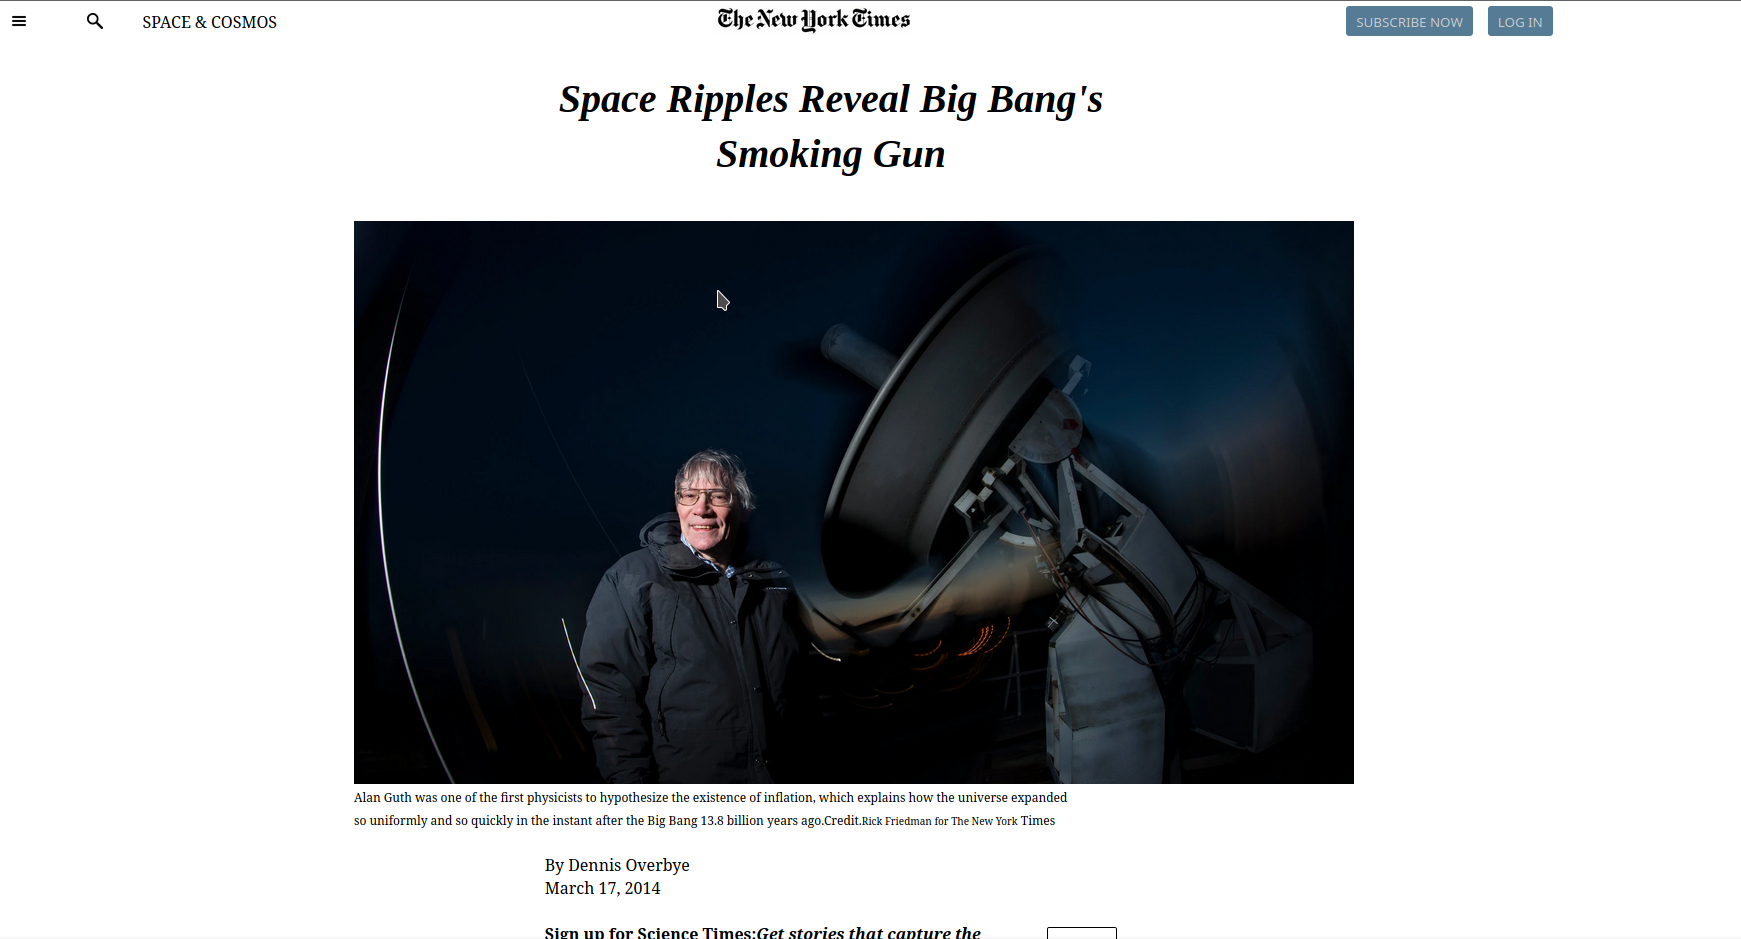 SPACE & COSMOS
The New York Times
SUBSCRIBE NOW
LOG IN
Space Ripples Reveal Big Bang's
Smoking Gun
Alan Guth was one of the first physicists to hypothesize the existence of inflation, which explains how the universe expanded
so uniformly and so quickly in the instant after the Big Bang 13.8 billion years ago.Credit.Rick Friedman for The New York Times
By Dennis Overbye
March 17, 2014
Sign up for Science Times:Get stories that capture the